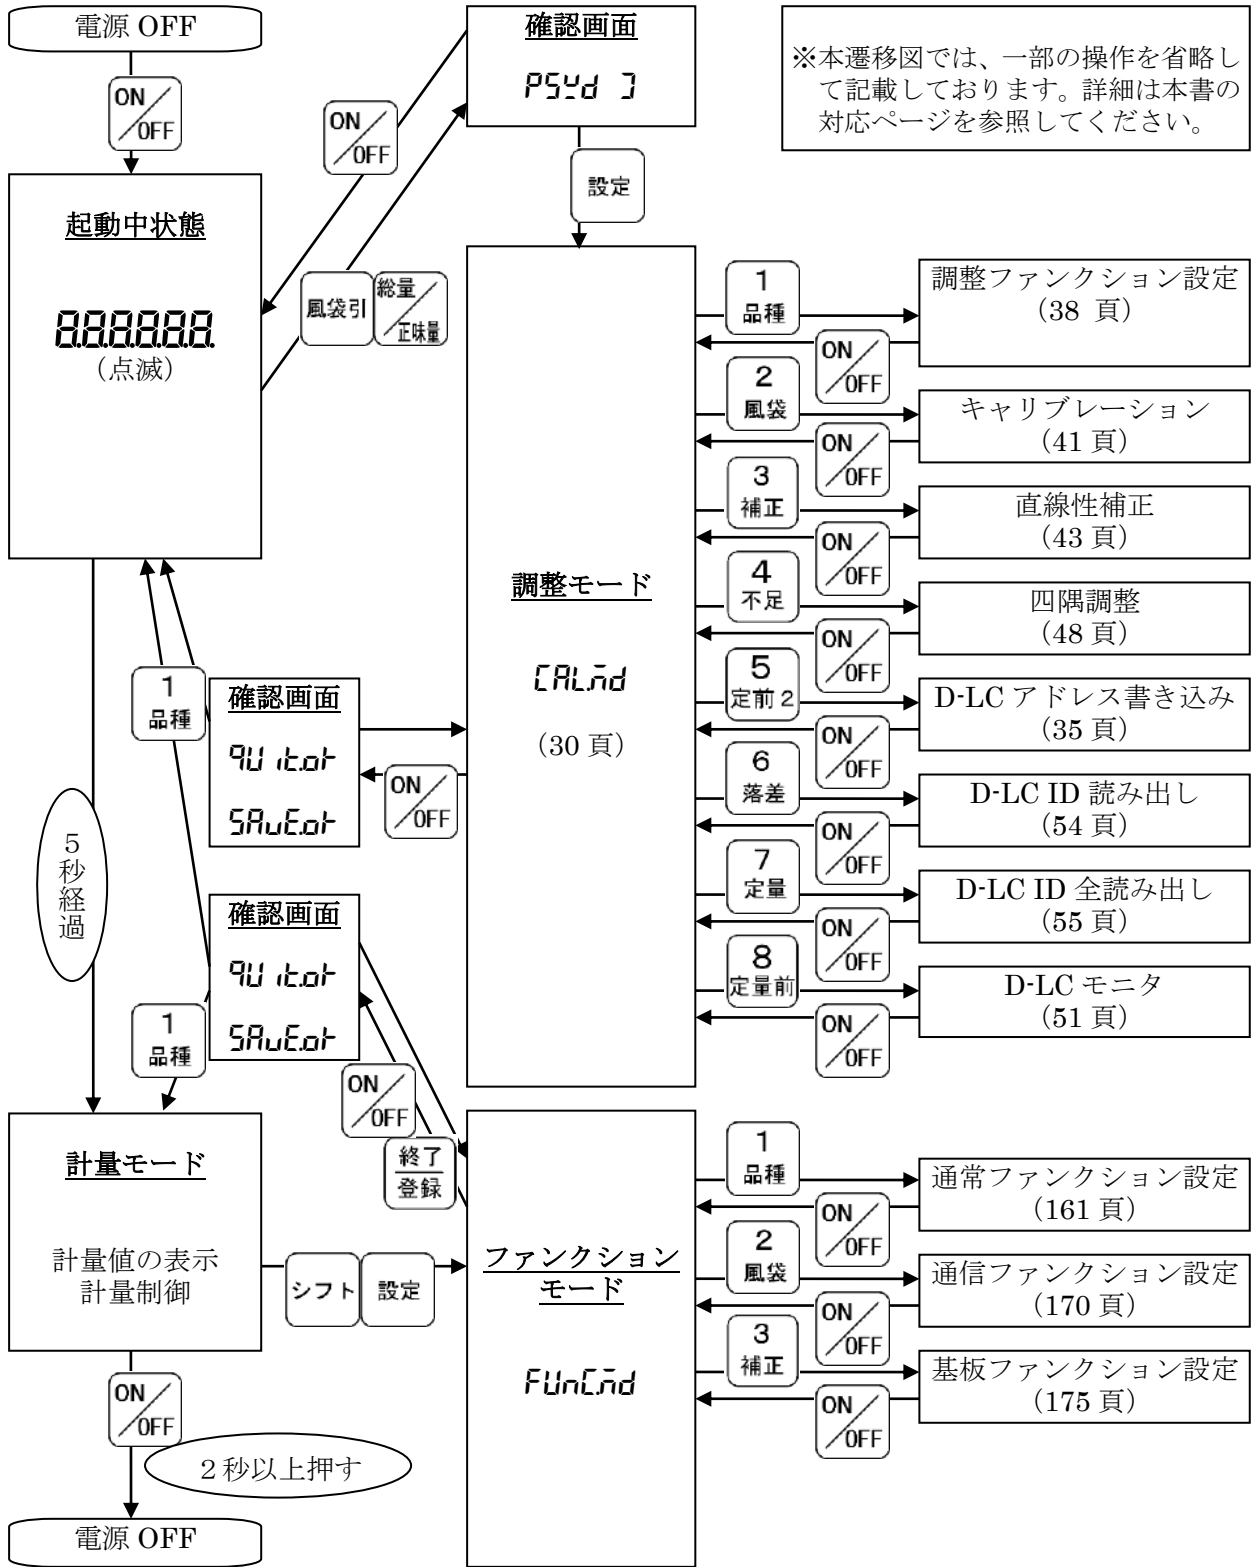 電源 OFF
ON/OFF
起動中状態
8.8.8.8.8.8.
(点滅)
確認画面
ON/OFF
風袋引
総量/正味量
設定
※本遷移図では、一部の操作を省略し
て記載しております。詳細は本書の
対応ページを参照してください。
調整モード
CAL.md
(30 頁)
1
品種
調整ファンクション設定
(38 頁)
ON/OFF
2
風袋
キャリブレーション
(41 頁)
ON/OFF
3
補正
直線性補正
(43 頁)
ON/OFF
4
不足
四隅調整
(48 頁)
ON/OFF
5
定前2
D-LC アドレス書き込み
(35 頁)
ON/OFF
6
落差
D-LC ID 読み出し
(54 頁)
ON/OFF
7
定量
D-LC ID 全読み出し
(55 頁)
ON/OFF
8
定量前
D-LC モニタ
(51 頁)
ON/OFF
1
品種
確認画面
qUit.or
SAvE.or
ON/OFF
5秒経過
確認画面
qUit.or
SAvE.or
1
品種
ON/OFF
終了
登録
計量モード
計量値の表示
計量制御
シフト
設定
ファンクション
モード
FUnC.md
1
品種
通常ファンクション設定
(161 頁)
ON/OFF
2
風袋
通信ファンクション設定
(170 頁)
ON/OFF
3
補正
基板ファンクション設定
(175 頁)
ON/OFF
ON/OFF
2秒以上押す
電源 OFF